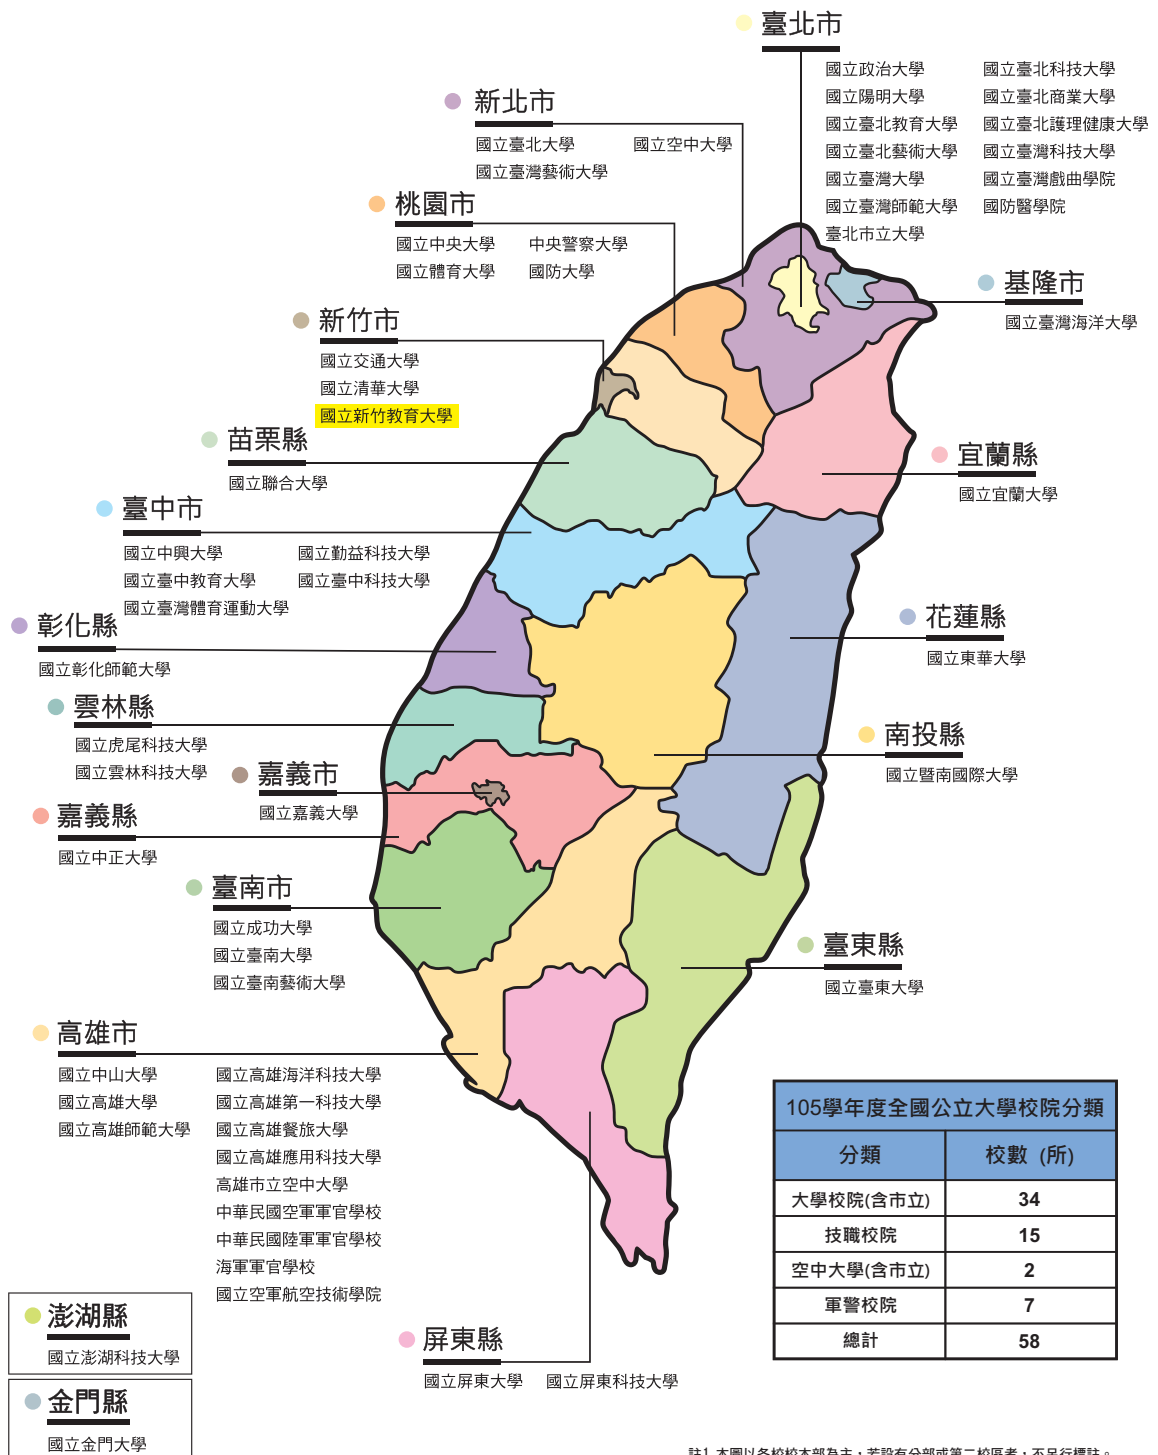 臺北市
國立政治大學
國立陽明大學
國立臺北教育大學
國立臺北藝術大學
國立臺灣大學
國立臺灣師範大學
臺北市立大學
國立臺北科技大學
國立臺北商業大學
國立臺北護理健康大學
國立臺灣科技大學
國立臺灣戲曲學院
國防醫學院
新北市
國立臺北大學
國立臺灣藝術大學
國立空中大學
桃園市
國立中央大學
國立體育大學
中央警察大學
國防大學
基隆市
國立臺灣海洋大學
新竹市
國立交通大學
國立清華大學
國立新竹教育大學
苗栗縣
國立聯合大學
宜蘭縣
國立宜蘭大學
臺中市
國立中興大學
國立臺中教育大學
國立臺灣體育運動大學
國立勤益科技大學
國立臺中科技大學
彰化縣
國立彰化師範大學
花蓮縣
國立東華大學
雲林縣
國立虎尾科技大學
國立雲林科技大學
南投縣
國立暨南國際大學
嘉義市
國立嘉義大學
嘉義縣
國立中正大學
臺南市
國立成功大學
國立臺南大學
國立臺南藝術大學
臺東縣
國立臺東大學
高雄市
國立中山大學
國立高雄大學
國立高雄師範大學
國立高雄海洋科技大學
國立高雄第一科技大學
國立高雄餐旅大學
國立高雄應用科技大學
高雄市立空中大學
中華民國空軍軍官學校
中華民國陸軍軍官學校
海軍軍官學校
國立空軍航空技術學院
105學年度全國公立大學校院分類
分類 校數 (所)
大學校院(含市立) 34
技職校院 15
空中大學(含市立) 2
軍警校院 7
總計 58
澎湖縣
國立澎湖科技大學
屏東縣
國立屏東大學 國立屏東科技大學
金門縣
國立金門大學
註1.本圖以各校校本部為主，若設有分部或第二校區者，不另行標註。